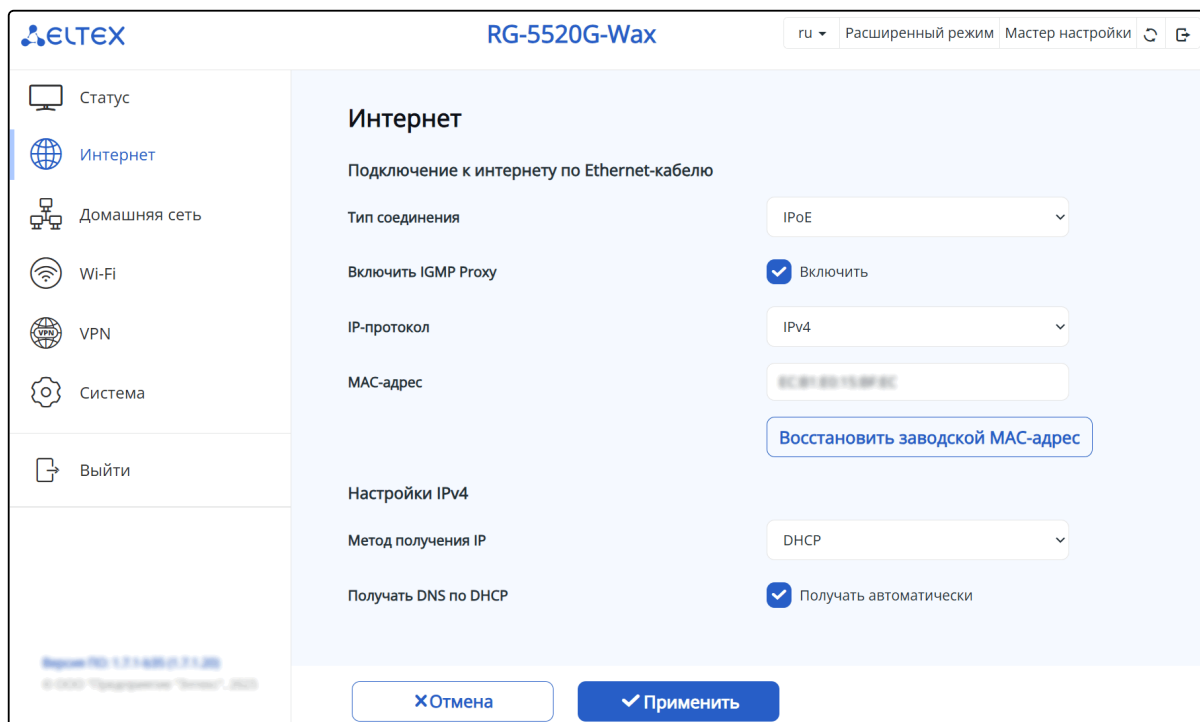 ELTEX
RG-5520G-Wax
ru
Расширенный режим
Мастер настройки
Статус
Интернет
Домашняя сеть
Wi-Fi
VPN
VPN
Система
Выйти
Интернет
Подключение к интернету по Ethernet-кабелю
Тип соединения
IPoE
Включить IGMP Proxy
Включить
IP-протокол
IPv4
MAC-адрес
Восстановить заводской MAC-адрес
Настройки IPv4
Метод получения IP
DHCP
Получать DNS по DHCP
Получать автоматически
Отмена
Применить